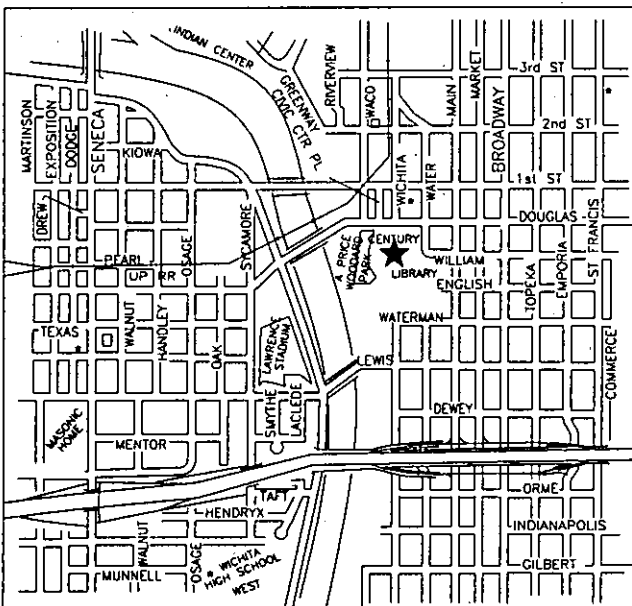 INDIAN CENTER
GREENWAY
CIVIC CTR PL
RIVERVIEW
WACO
MAIN
MARKET
BROADWAY
3rd ST
2nd ST
1st ST
MARTINSON
EXPOSITION
DODGE
SENECA
KIOWA
WICHITA
WATER
DOUGLAS
DREW
OSAGE
SYCAMORE
PEARL
UP RR
A PRICE
WOODARD
PARK
CENTURY
LIBRARY
WILLIAM
ENGLISH
TOPEKA
EMPORIA
ST FRANCIS
WATERMAN
TEXAS
WALNUT
HANDLEY
OAK
LAWRENCE
STADIUM
LEWIS
COMMERCE
SMYTHE
LACLEDE
DEWEY
MASONIC
HOME
MENTOR
TAFT
ORME
HENDRYX
INDIANAPOLIS
WALNUT
OSAGE
WICHITA
HIGH SCHOOL
WEST
MUNNELL
GILBERT